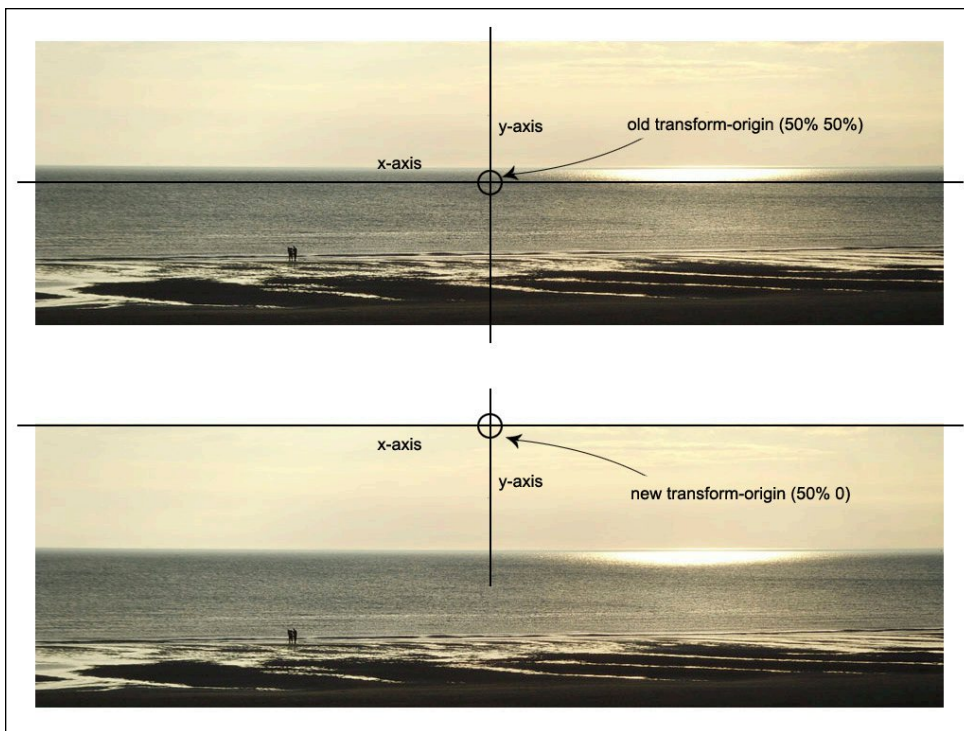 y-axis
old transform-origin (50% 50%)
x-axis
x-axis
y-axis
new transform-origin (50% 0)